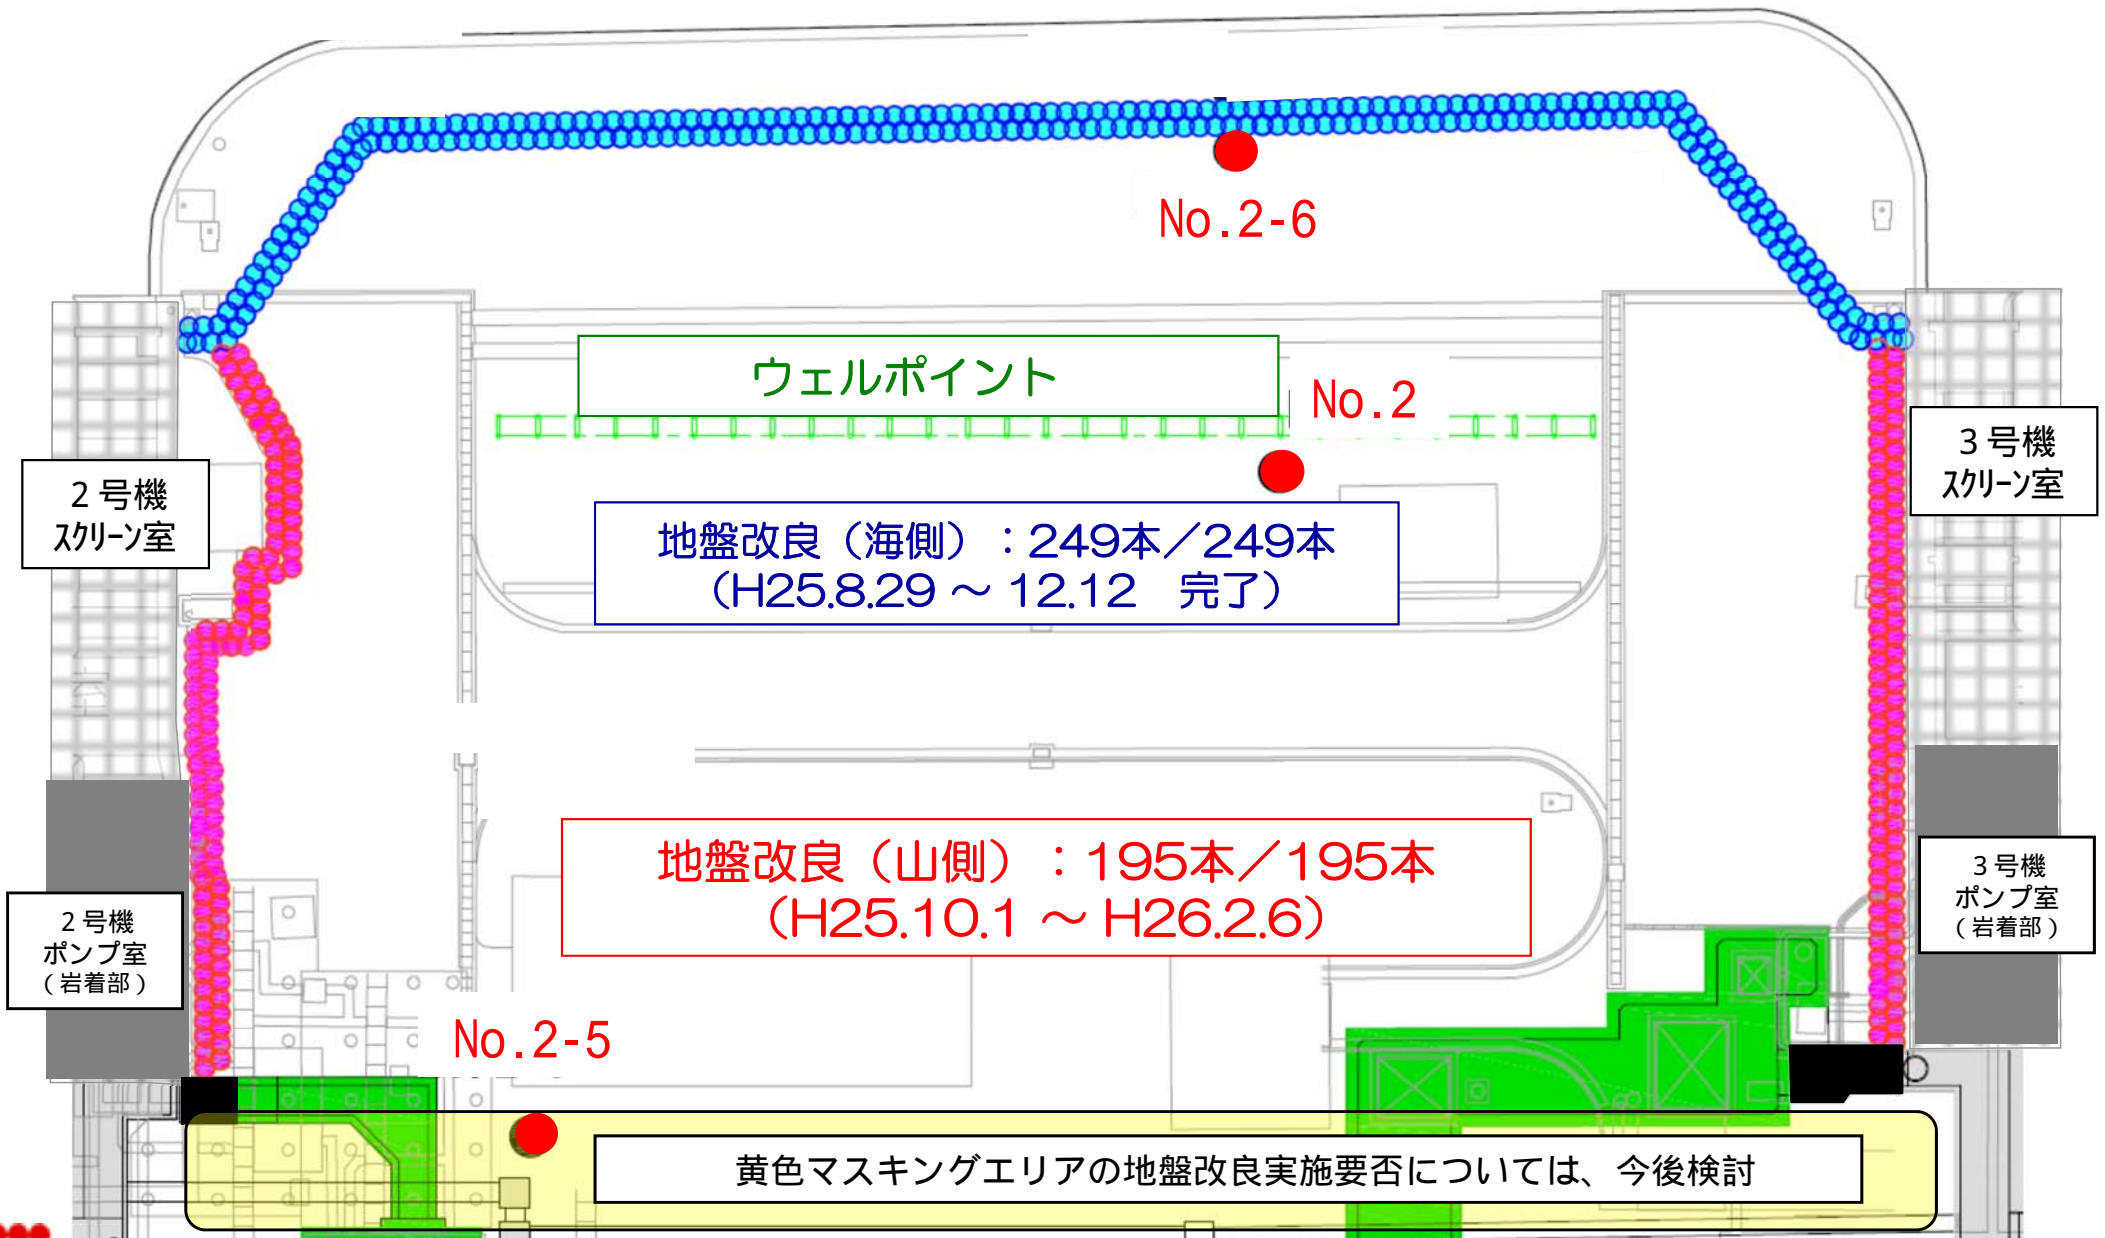 No.2-6
ウェルポイント
No.2
2号機
スクリーン室
3号機
スクリーン室
地盤改良（海側）：249本／249本
（H25.8.29 ～ 12.12　完了）
地盤改良（山側）：195本／195本
（H25.10.1 ～ H26.2.6）
2号機
ポンプ室
（岩着部）
3号機
ポンプ室
（岩着部）
No.2-5
黄色マスキングエリアの地盤改良実施要否については、今後検討